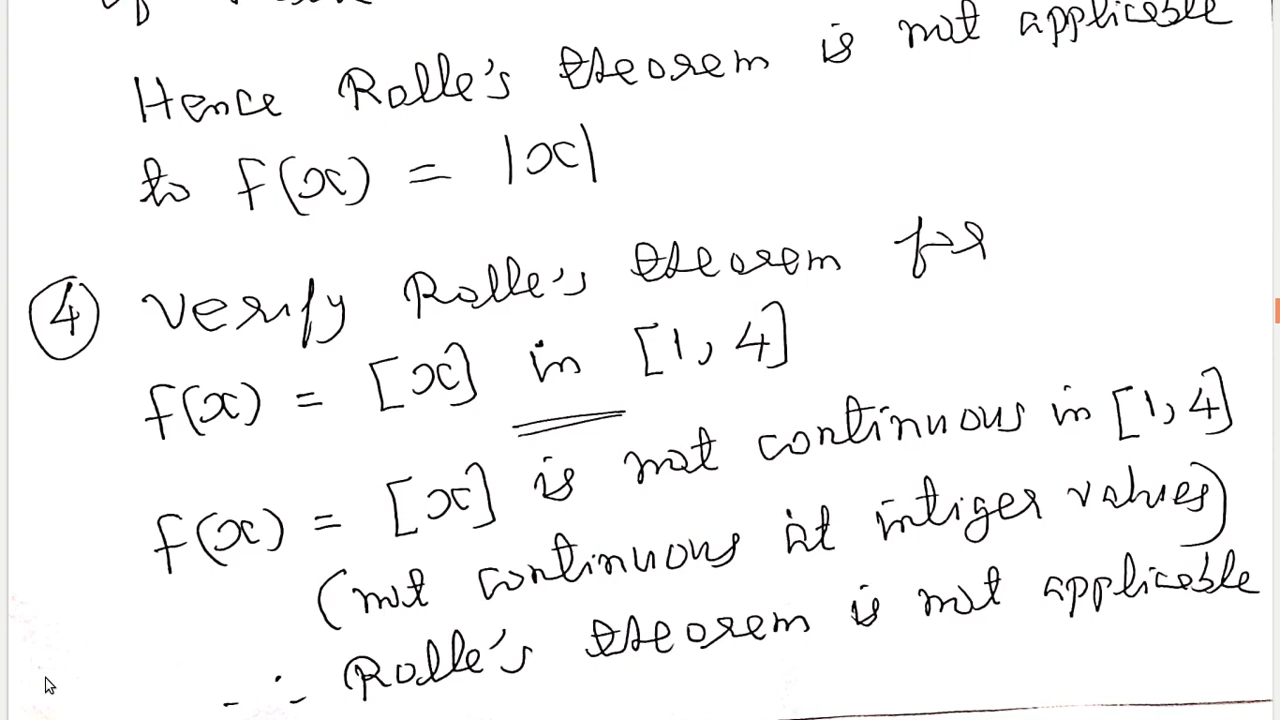 Hence Rolle's theorem is not applicable
to f(x) = |x|
④ Verify Rolle's theorem for
f(x) = [x] in [1, 4]
f(x) = [x] is not continuous in [1, 4]
(not continuous at intiger values)
∴ Rolle's theorem is not applicable